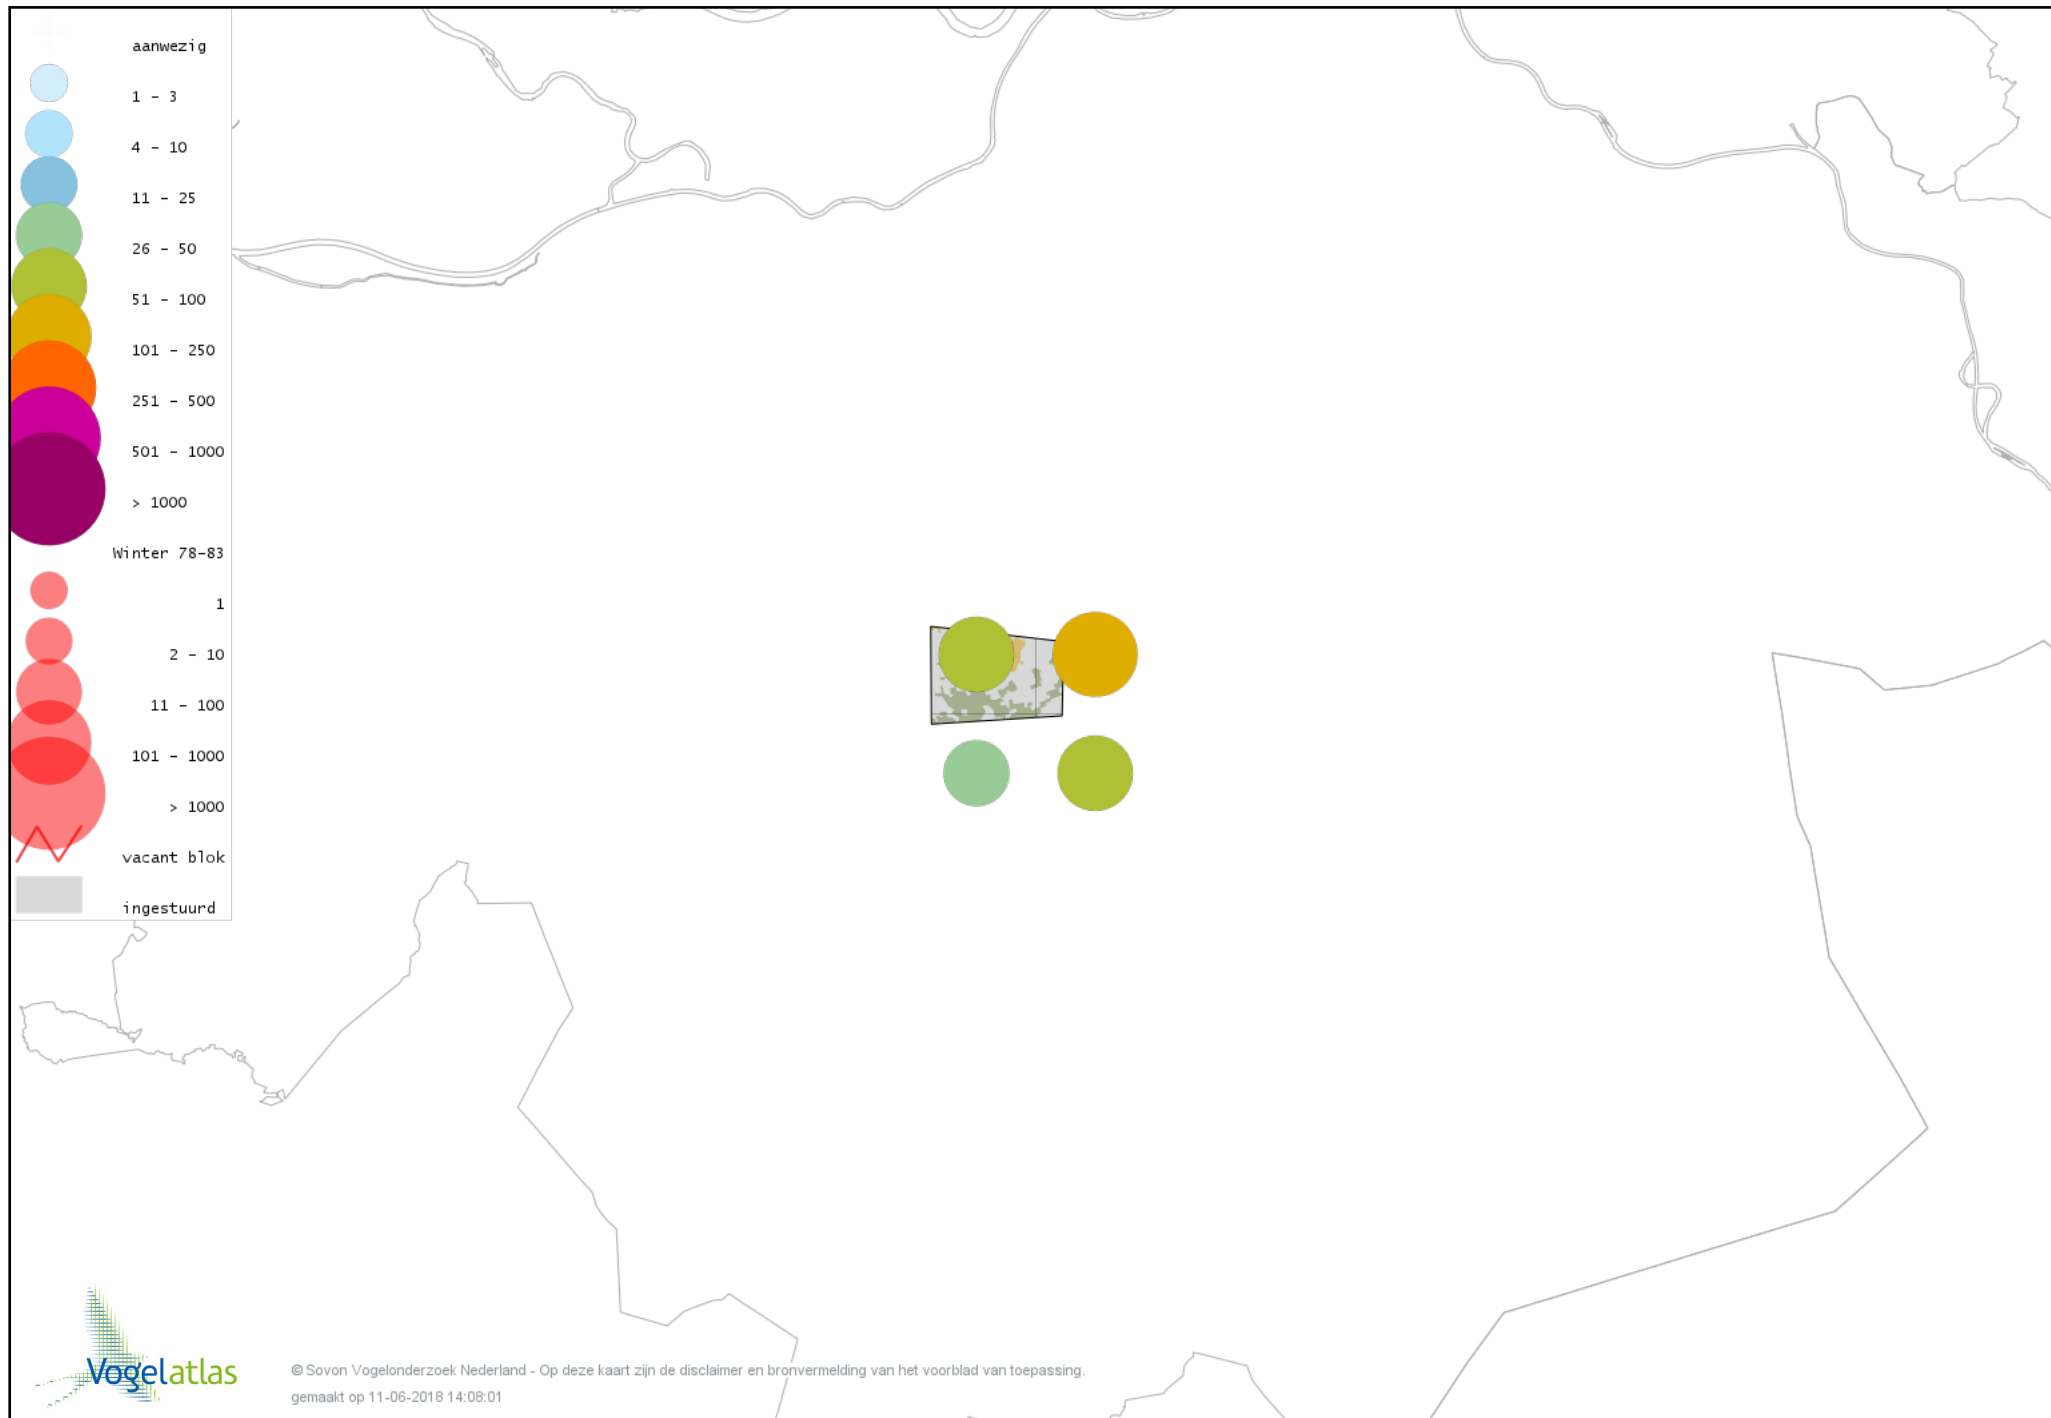 aanwezig
1 - 3
4 - 10
11 - 25
26 - 50
51 - 100
101 - 250
251 - 500
501 - 1000
> 1000
Winter 78-83
1
2 - 10
11 - 100
101 - 1000
> 1000
vacant blok
ingestuurd
Vogelatlas
© Sovon Vogelonderzoek Nederland - Op deze kaart zijn de disclaimer en bronvermelding van het voorblad van toepassing.
gemaakt op 11-06-2018 14:08:01